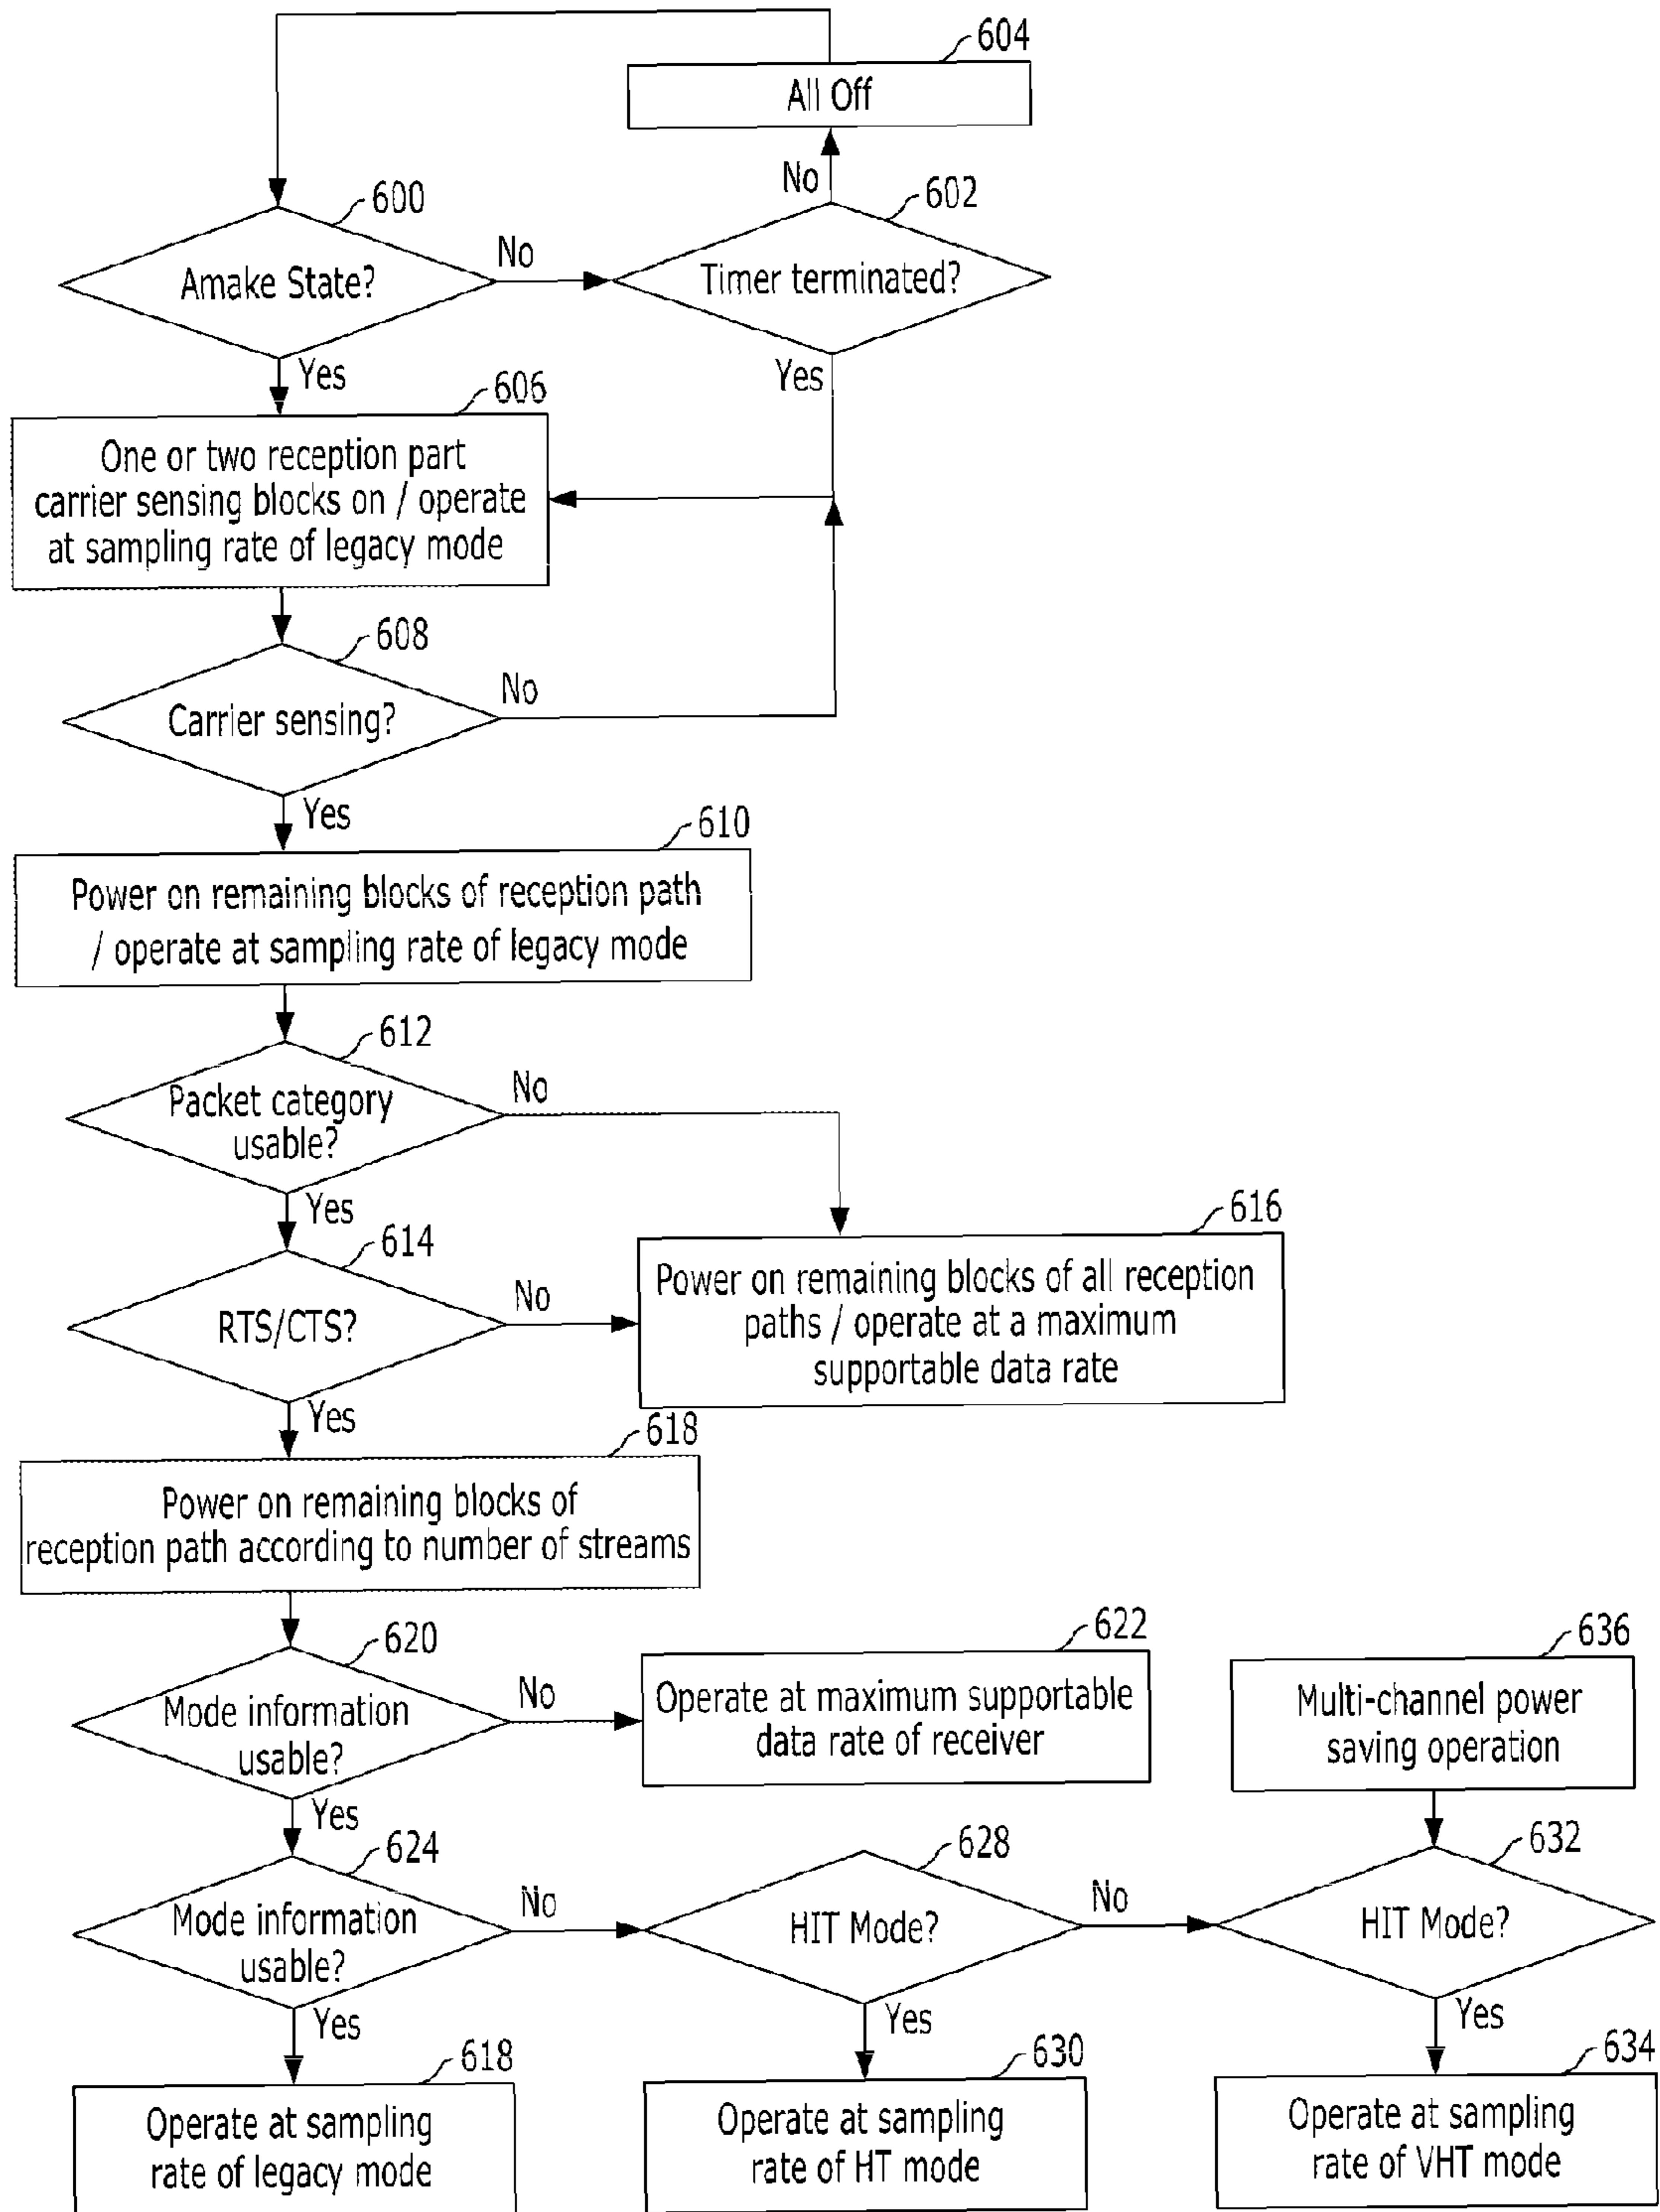 604
All Off
No
600
602
Amake State?
No
Timer terminated?
Yes
Yes
606
One or two reception part
carrier sensing blocks on / operate
at sampling rate of legacy mode
608
Carrier sensing?
No
Yes
610
Power on remaining blocks of reception path
/ operate at sampling rate of legacy mode
612
Packet category
usable?
No
Yes
614
RTS/CTS?
No
616
Power on remaining blocks of all reception
paths / operate at a maximum
supportable data rate
Yes
618
Power on remaining blocks of
reception path according to number of streams
620
Mode information
usable?
No
622
Operate at maximum supportable
data rate of receiver
636
Multi-channel power
saving operation
Yes
624
Mode information
usable?
No
628
HIT Mode?
No
632
HIT Mode?
Yes
Yes
Yes
618
Operate at sampling
rate of legacy mode
630
Operate at sampling
rate of HT mode
634
Operate at sampling
rate of VHT mode